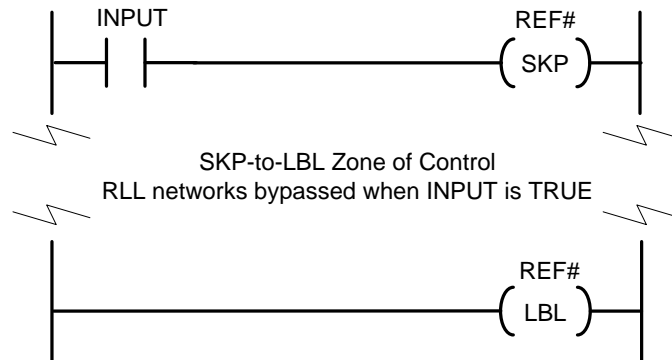 INPUT
REF#
SKP
SKP-to-LBL Zone of Control
RLL networks bypassed when INPUT is TRUE
REF#
LBL